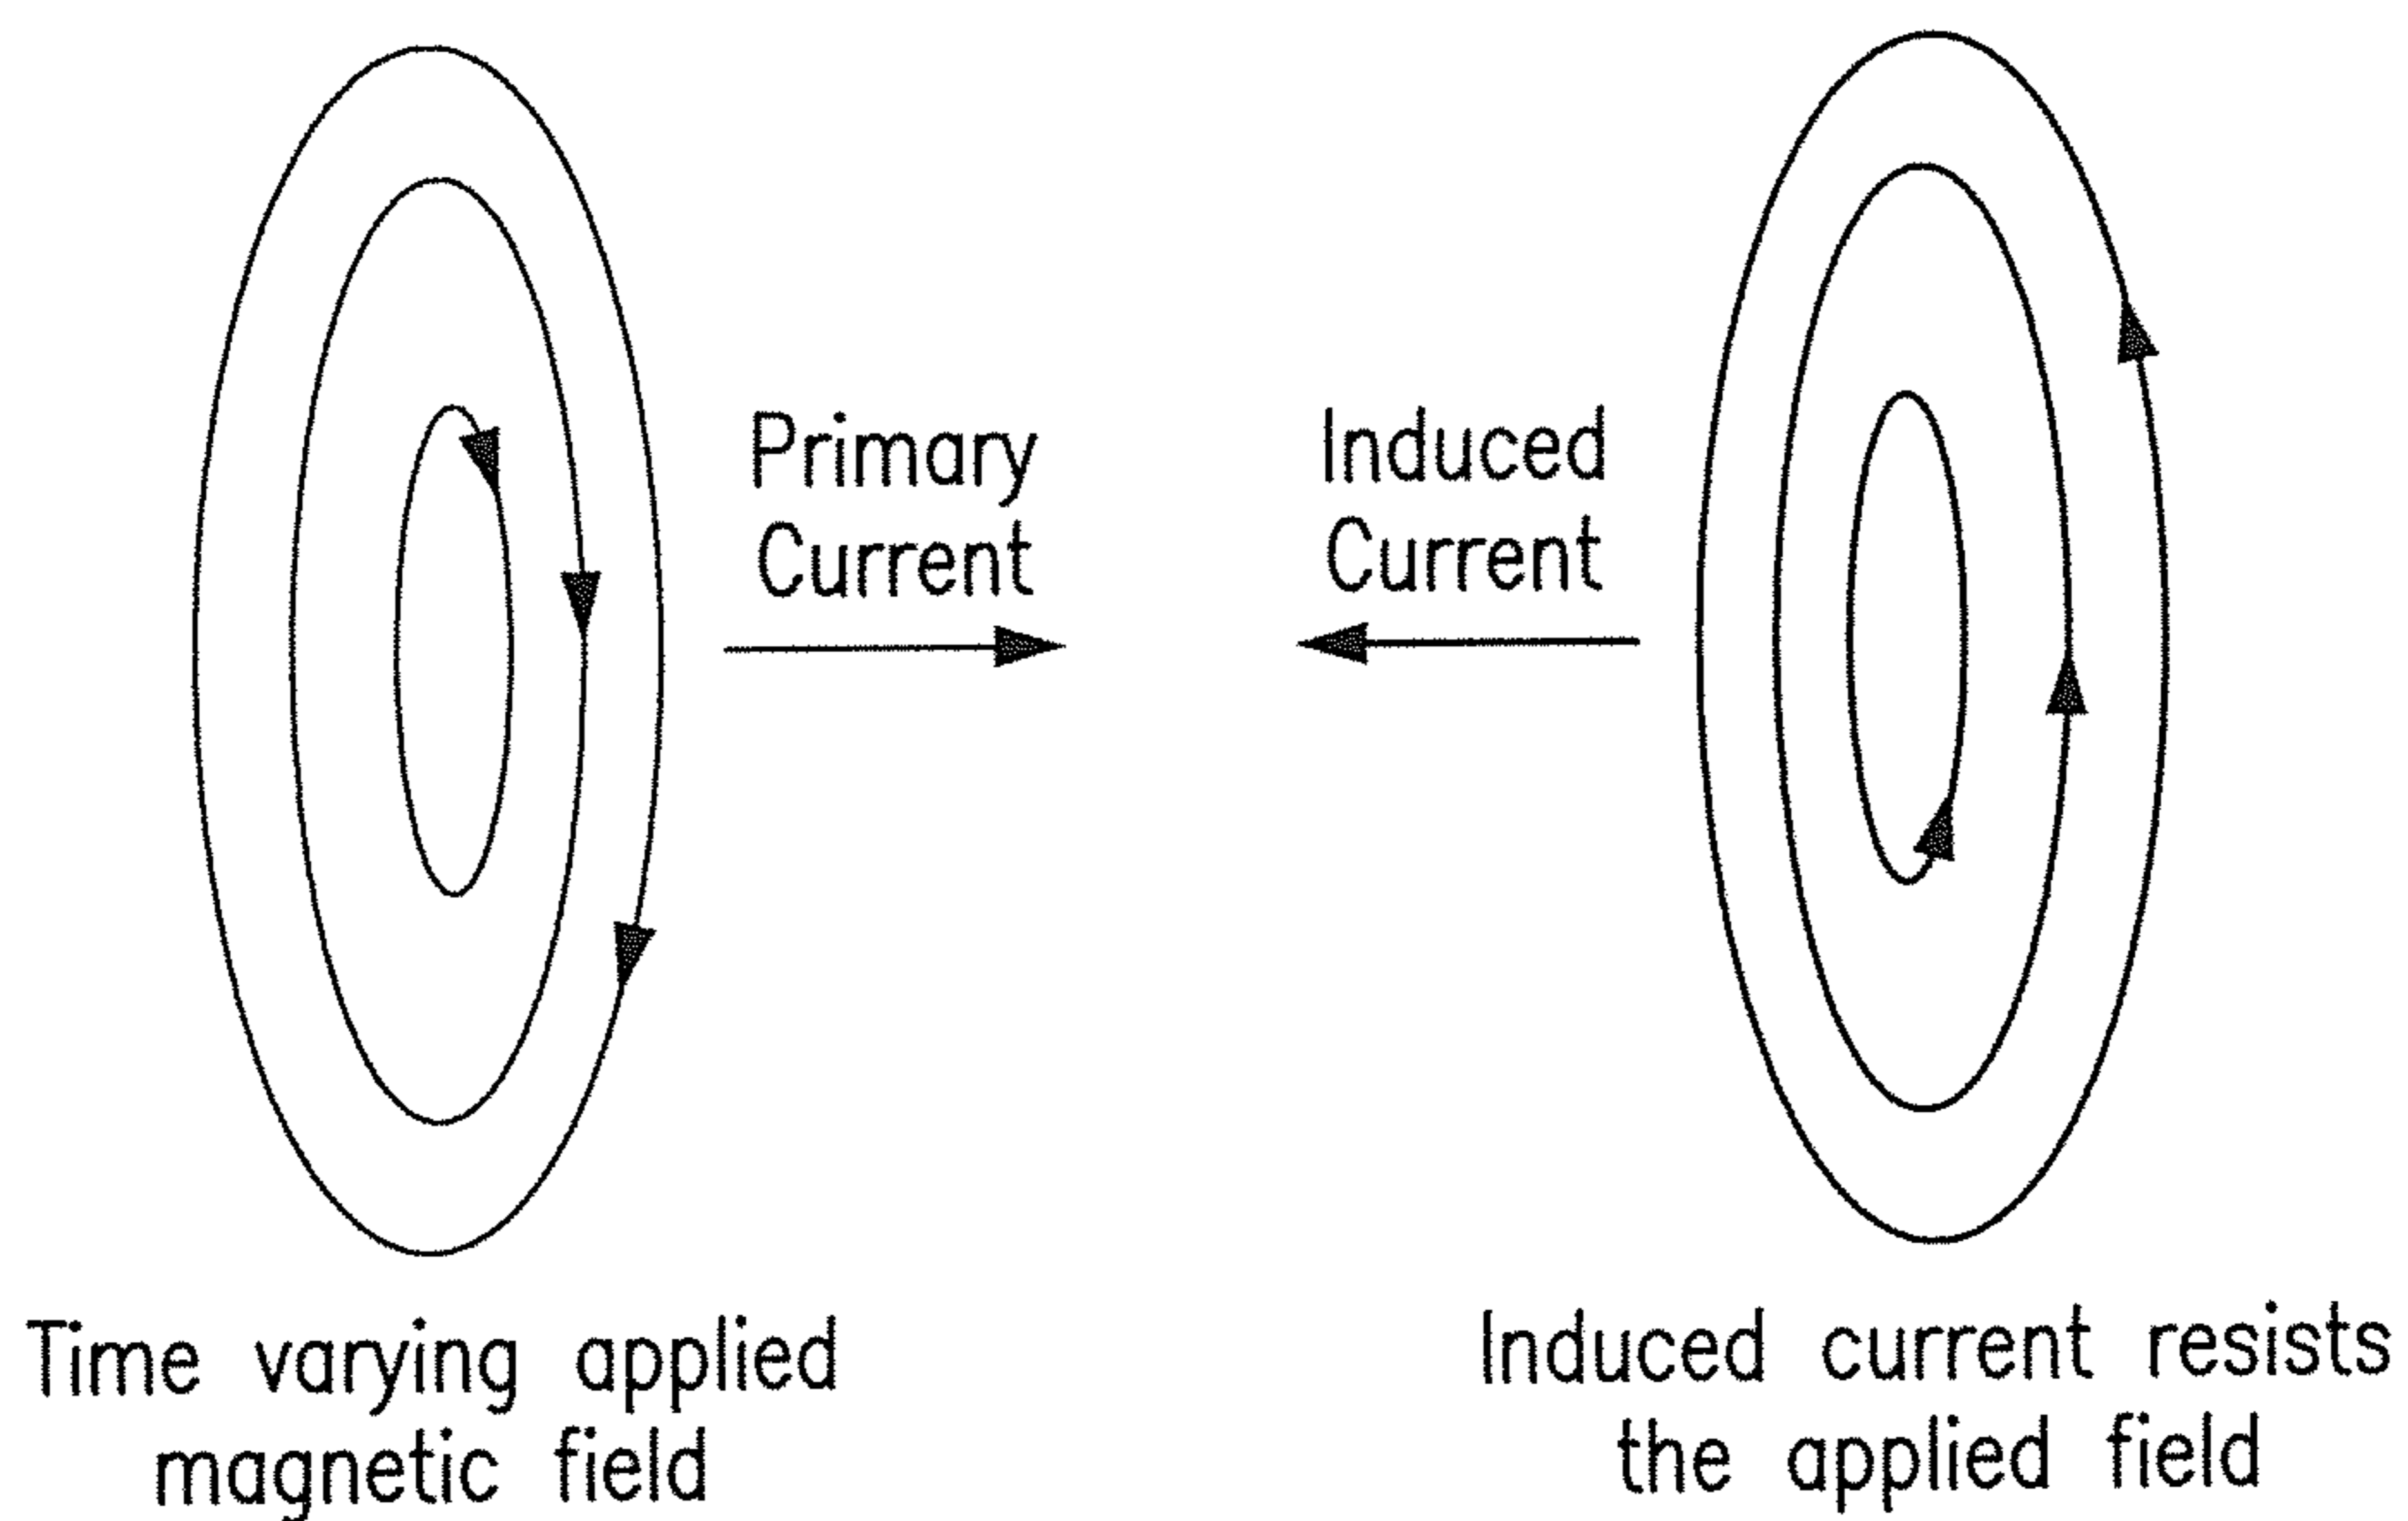 Primary
Current
Induced
Current
Time varying applied
magnetic field
Induced current resists
the applied field